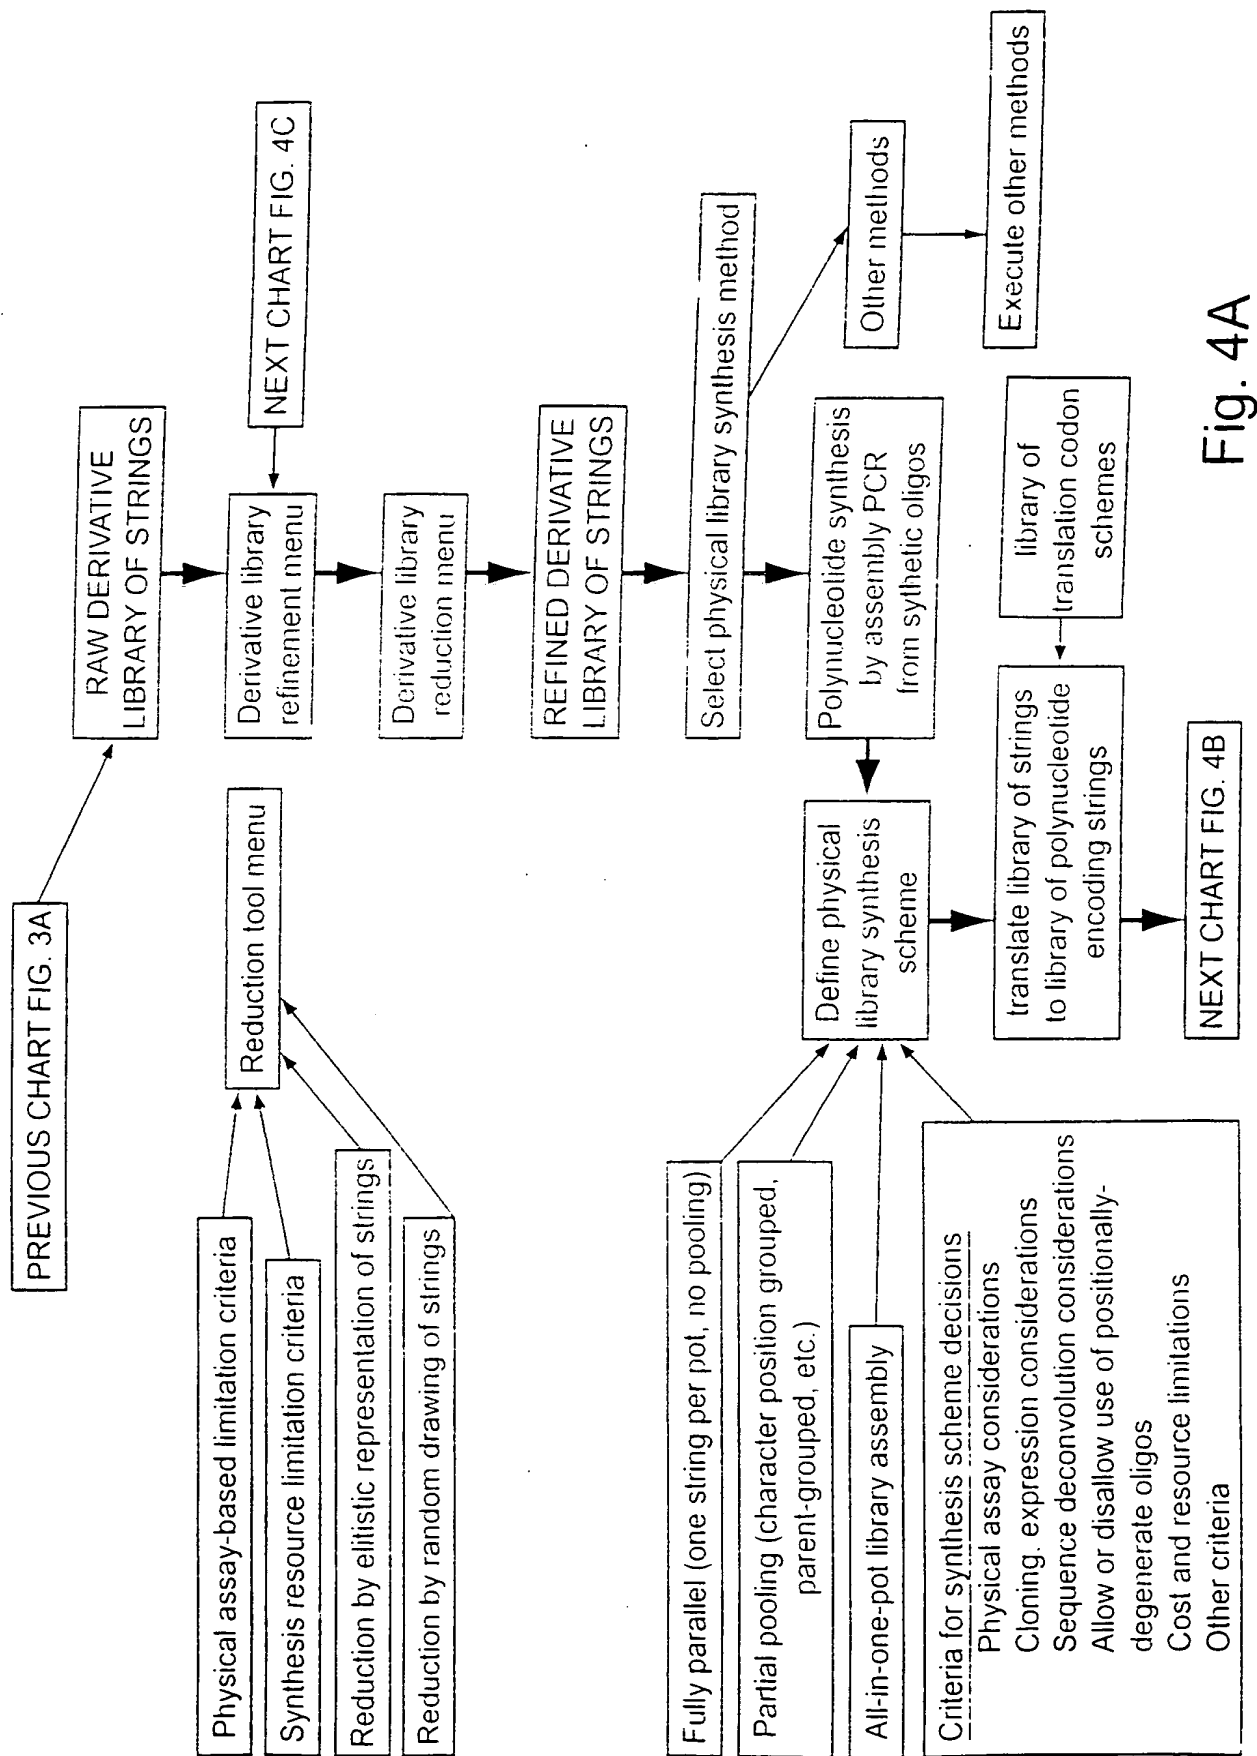 PREVIOUS CHART FIG. 3A
RAW DERIVATIVE
LIBRARY OF STRINGS
NEXT CHART FIG. 4C
Derivative library
refinement menu
Reduction tool menu
Physical assay-based limitation criteria
Synthesis resource limitation criteria
Reduction by elitistic representation of strings
Reduction by random drawing of strings
Derivative library
reduction menu
REFINED DERIVATIVE
LIBRARY OF STRINGS
Select physical library synthesis method
Other methods
Execute other methods
Polynucleotide synthesis
by assembly PCR
from sythetic oligos
Define physical
library synthesis
scheme
Fully parallel (one string per pot, no pooling)
Partial pooling (character position grouped,
parent-grouped, etc.)
All-in-one-pot library assembly
Criteria for synthesis scheme decisions
Physical assay considerations
Cloning. expression considerations
Sequence deconvolution considerations
Allow or disallow use of positionally-
degenerate oligos
Cost and resource limitations
Other criteria
library of
translation codon
schemes
translate library of strings
to library of polynucleotide
encoding strings
NEXT CHART FIG. 4B
Fig. 4A